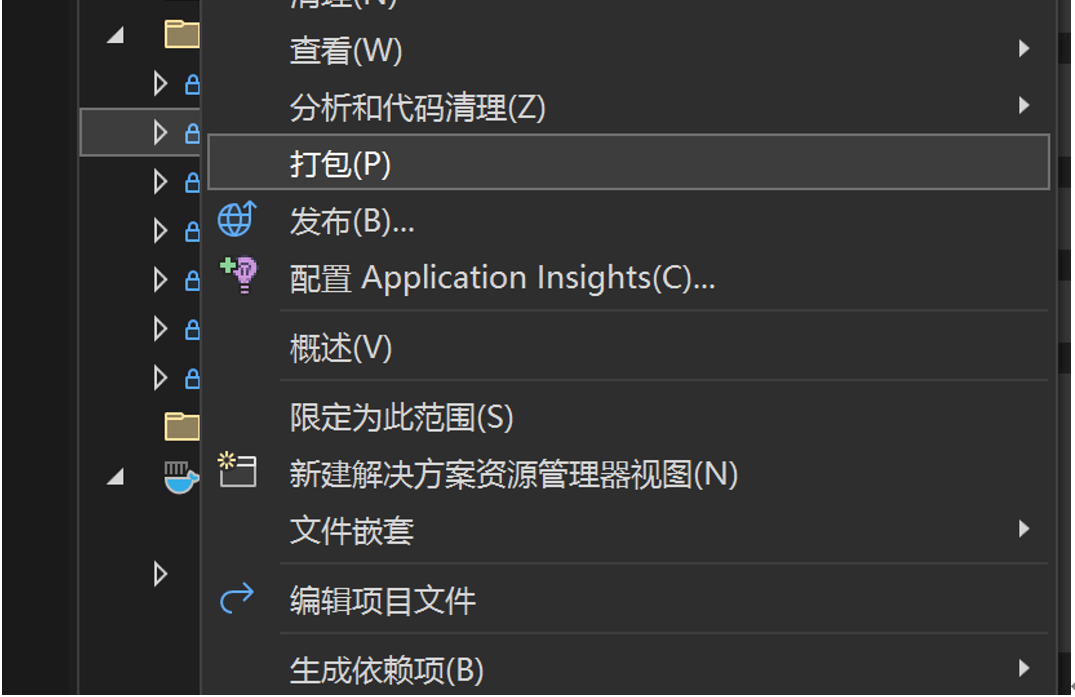 清理(N)
查看(W)
分析和代码清理(Z)
打包(P)
发布(B)...
配置 Application Insights(C)...
概述(V)
限定为此范围(S)
新建解决方案资源管理器视图(N)
文件嵌套
编辑项目文件
生成依赖项(B)